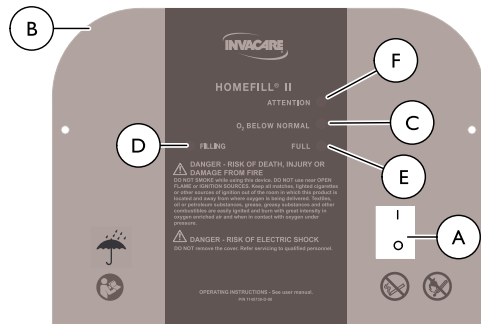 B
INVACARE
F
HOMEFILL® II
ATTENTION
C
O₂ BELOW NORMAL
D
FILLING
FULL
E
DANGER - RISK OF DEATH, INJURY OR
DAMAGE FROM FIRE
DO NOT SMOKE while using this device. DO NOT use near OPEN
FLAME or IGNITION SOURCES. Keep all matches, lighted cigarettes
or other sources of ignition out of the room in which this product is
located and away from where oxygen is being delivered. Textiles,
oil or petroleum substances, grease, greasy substances and other
combustibles are easily ignited and burn with great intensity in
oxygen enriched air and when in contact with oxygen under
pressure.
I
A
O
DANGER - RISK OF ELECTRIC SHOCK
DO NOT remove the cover. Refer servicing to qualified personnel.
OPERATING INSTRUCTIONS - See user manual.